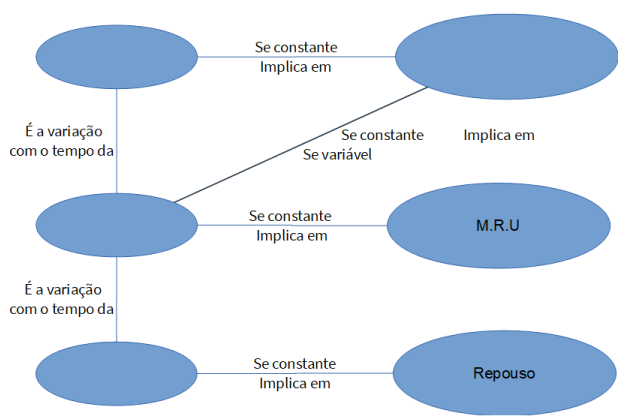 Se constante
Implica em
É a variação
com o tempo da
Se constante
Implica em
Se variável
Se constante
Implica em
M.R.U
É a variação
com o tempo da
Se constante
Implica em
Repouso